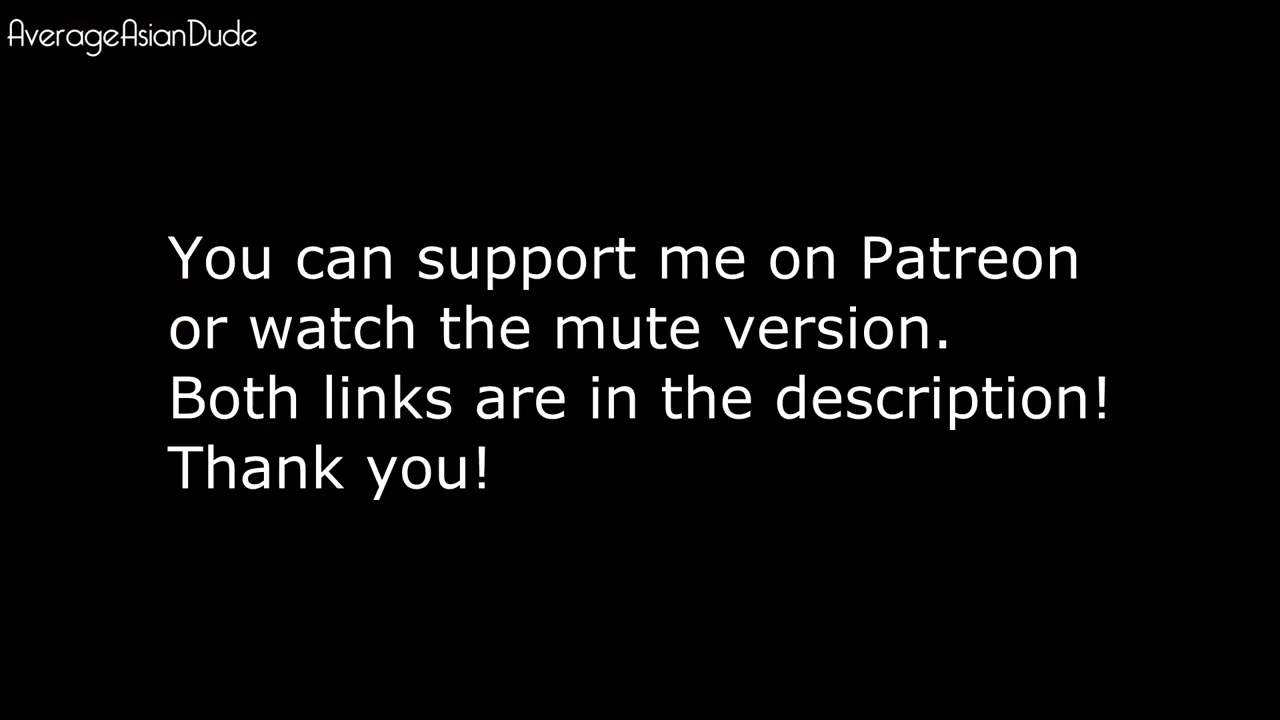 AverageAsianDude
You can support me on Patreon
or watch the mute version.
Both links are in the description!
Thank you!